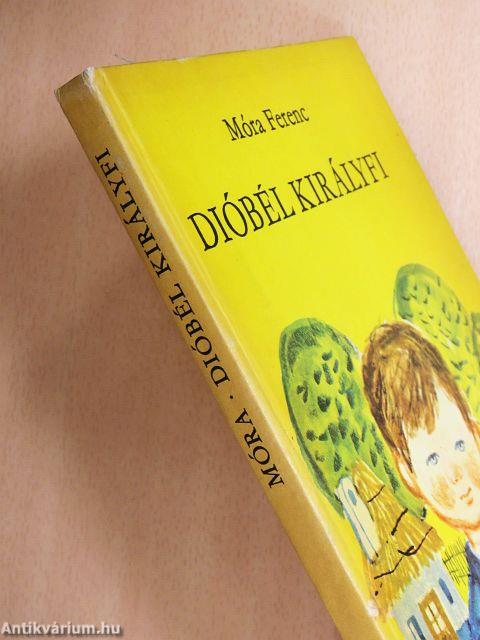 Móra Ferenc
DIÓBÉL KIRÁLYFI
MÓRA · DIÓBÉL KIRÁLYFI
Antikvárium.hu